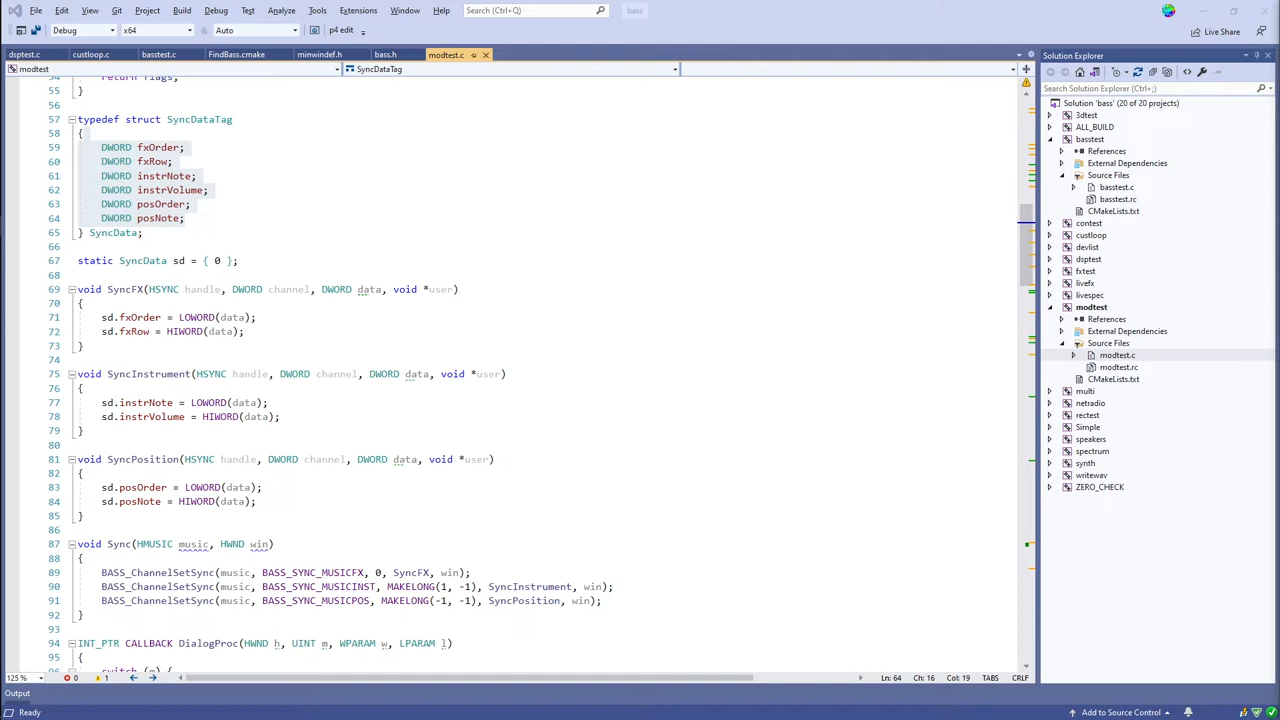 File Edit View Git Project Build Debug Test Analyze Tools Extensions Window Help Search (Ctrl+Q) bass
Debug x64 Auto p4 edit Live Share
dsptest.c custloop.c basstest.c FindBass.cmake minwindef.h bass.h modtest.c
modtest SyncDataTag
54 return flags;
55 }
56
57 typedef struct SyncDataTag
58 {
59 DWORD fxOrder;
60 DWORD fxRow;
61 DWORD instrNote;
62 DWORD instrVolume;
63 DWORD posOrder;
64 DWORD posNote;
65 } SyncData;
66
67 static SyncData sd = { 0 };
68
69 void SyncFX(HSYNC handle, DWORD channel, DWORD data, void *user)
70 {
71 sd.fxOrder = LOWORD(data);
72 sd.fxRow = HIWORD(data);
73 }
74
75 void SyncInstrument(HSYNC handle, DWORD channel, DWORD data, void *user)
76 {
77 sd.instrNote = LOWORD(data);
78 sd.instrVolume = HIWORD(data);
79 }
80
81 void SyncPosition(HSYNC handle, DWORD channel, DWORD data, void *user)
82 {
83 sd.posOrder = LOWORD(data);
84 sd.posNote = HIWORD(data);
85 }
86
87 void Sync(HMUSIC music, HWND win)
88 {
89 BASS_ChannelSetSync(music, BASS_SYNC_MUSICFX, 0, SyncFX, win);
90 BASS_ChannelSetSync(music, BASS_SYNC_MUSICINST, MAKELONG(1, -1), SyncInstrument, win);
91 BASS_ChannelSetSync(music, BASS_SYNC_MUSICPOS, MAKELONG(-1, -1), SyncPosition, win);
92 }
93
94 INT_PTR CALLBACK DialogProc(HWND h, UINT m, WPARAM w, LPARAM l)
95 {
96 switch (m) {
125 % 0 1 Ln: 64 Ch: 16 Col: 19 TABS CRLF
Output
Ready Add to Source Control
Solution Explorer
Search Solution Explorer (Ctrl+;)
Solution 'bass' (20 of 20 projects)
3dtest
ALL_BUILD
basstest
References
External Dependencies
Source Files
basstest.c
basstest.rc
CMakeLists.txt
contest
custloop
devlist
dsptest
fxtest
livefx
livespec
modtest
References
External Dependencies
Source Files
modtest.c
modtest.rc
CMakeLists.txt
multi
netradio
rectest
Simple
speakers
spectrum
synth
writewav
ZERO_CHECK